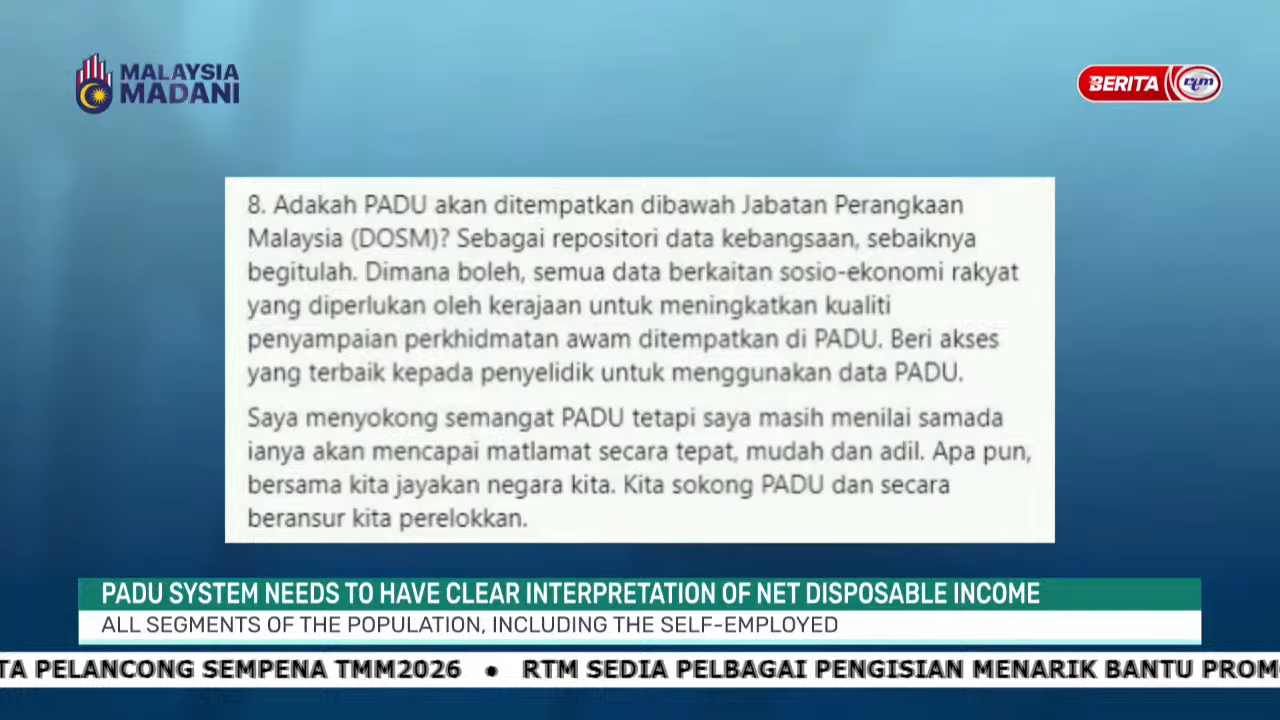 MALAYSIA
MADANI
BERITA rtm
8. Adakah PADU akan ditempatkan dibawah Jabatan Perangkaan
Malaysia (DOSM)? Sebagai repositori data kebangsaan, sebaiknya
begitulah. Dimana boleh, semua data berkaitan sosio-ekonomi rakyat
yang diperlukan oleh kerajaan untuk meningkatkan kualiti
penyampaian perkhidmatan awam ditempatkan di PADU. Beri akses
yang terbaik kepada penyelidik untuk menggunakan data PADU.
Saya menyokong semangat PADU tetapi saya masih menilai samada
ianya akan mencapai matlamat secara tepat, mudah dan adil. Apa pun,
bersama kita jayakan negara kita. Kita sokong PADU dan secara
beransur kita perelokkan.
PADU SYSTEM NEEDS TO HAVE CLEAR INTERPRETATION OF NET DISPOSABLE INCOME
ALL SEGMENTS OF THE POPULATION, INCLUDING THE SELF-EMPLOYED
TA PELANCONG SEMPENA TMM2026 • RTM SEDIA PELBAGAI PENGISIAN MENARIK BANTU PROM